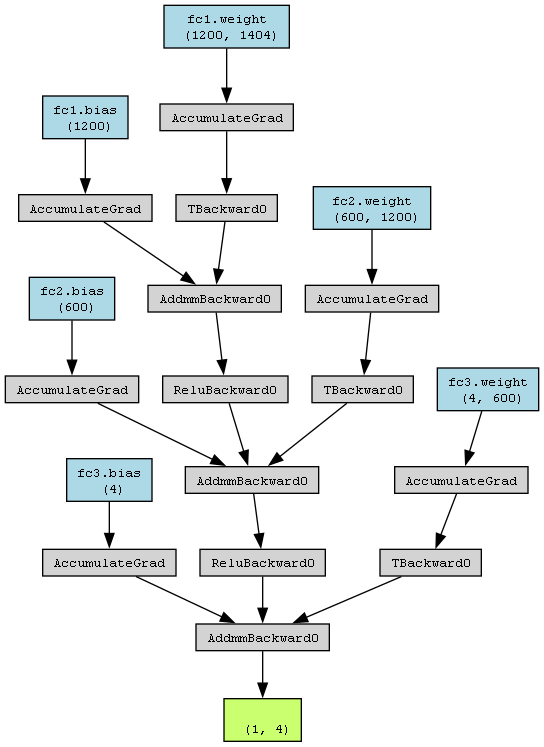 fc1.weight
(1200, 1404)
fc1.bias
(1200)
AccumulateGrad
AccumulateGrad
TBackward0
fc2.weight
(600, 1200)
fc2.bias
(600)
AddmmBackward0
AccumulateGrad
AccumulateGrad
ReluBackward0
TBackward0
fc3.weight
(4, 600)
fc3.bias
(4)
AddmmBackward0
AccumulateGrad
AccumulateGrad
ReluBackward0
TBackward0
AddmmBackward0
(1, 4)